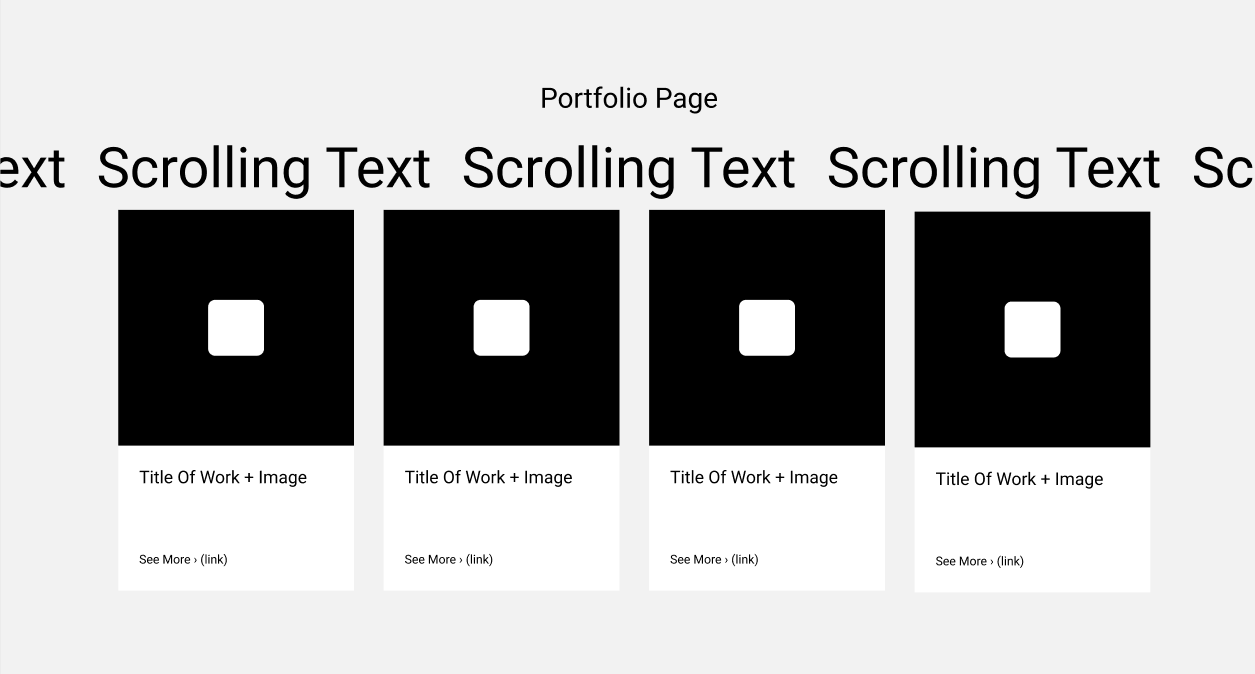 Portfolio Page
ext Scrolling Text Scrolling Text Scrolling Text Sc
Title Of Work + Image
See More › (link)
Title Of Work + Image
See More › (link)
Title Of Work + Image
See More › (link)
Title Of Work + Image
See More › (link)